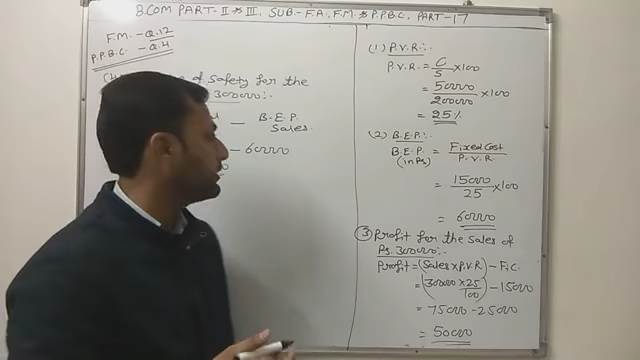 B.COM PART-II & III, SUB-F.A, F.M. & P.P.B.C. PART-17
F.M. - Q.12
P.P.B.C. - Q.4
of safety for the
300000:-
B.E.P.
Sales.
- 60000
(1) P.V.R:-
P.V.R. = C/S × 100
= 50000/200000 × 100
= 25%
(2) B.E.P:-
B.E.P. (in Rs) = Fixed Cost/P.V.R.
= 15000/25 × 100
= 60000
(3) Profit for the Sales of
Rs. 300000:-
Profit = (Sales × P.V.R) - F.C.
= (300000 × 25/100) - 15000
= 75000 - 25000
= 50000